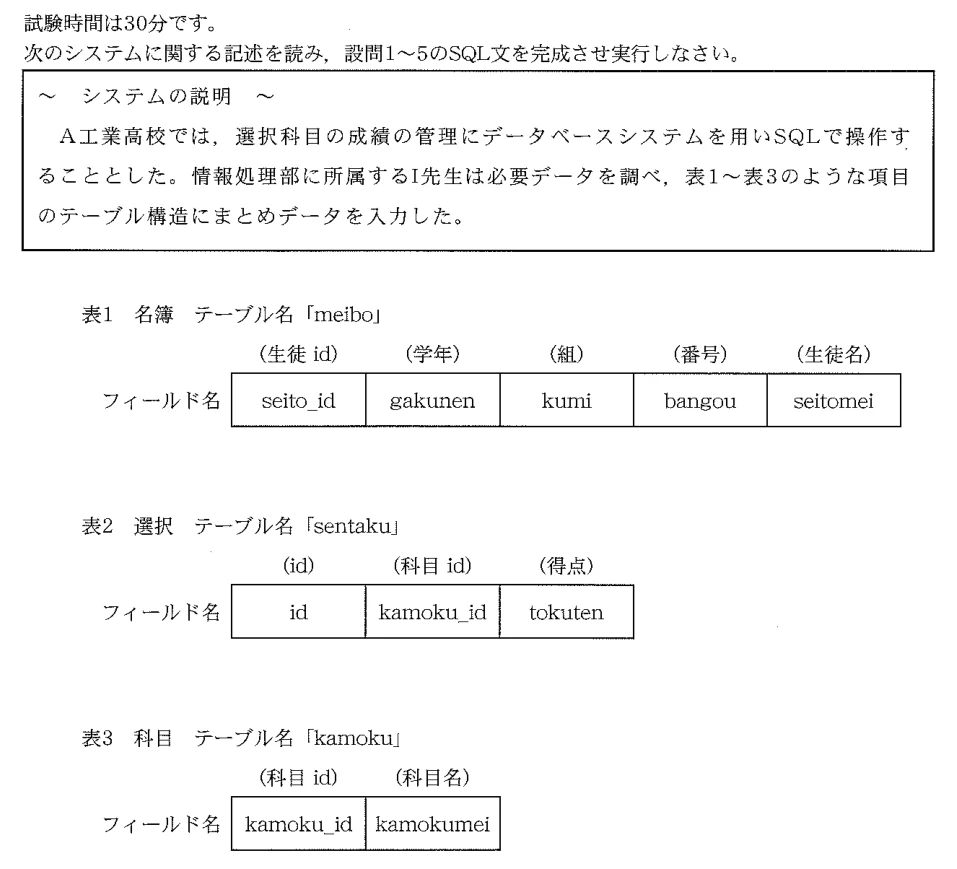 試験時間は30分です。
次のシステムに関する記述を読み，設問1～5のSQL文を完成させ実行しなさい。
～　システムの説明　～
A工業高校では，選択科目の成績の管理にデータベースシステムを用いSQLで操作す
ることとした。情報処理部に所属するI先生は必要データを調べ，表1～表3のような項目
のテーブル構造にまとめデータを入力した。
表1　名簿　テーブル名「meibo」
（生徒 id）　（学年）　（組）　（番号）　（生徒名）
フィールド名　seito_id　gakunen　kumi　bangou　seitomei
表2　選択　テーブル名「sentaku」
（id）　（科目 id）　（得点）
フィールド名　id　kamoku_id　tokuten
表3　科目　テーブル名「kamoku」
（科目 id）　（科目名）
フィールド名　kamoku_id　kamokumei